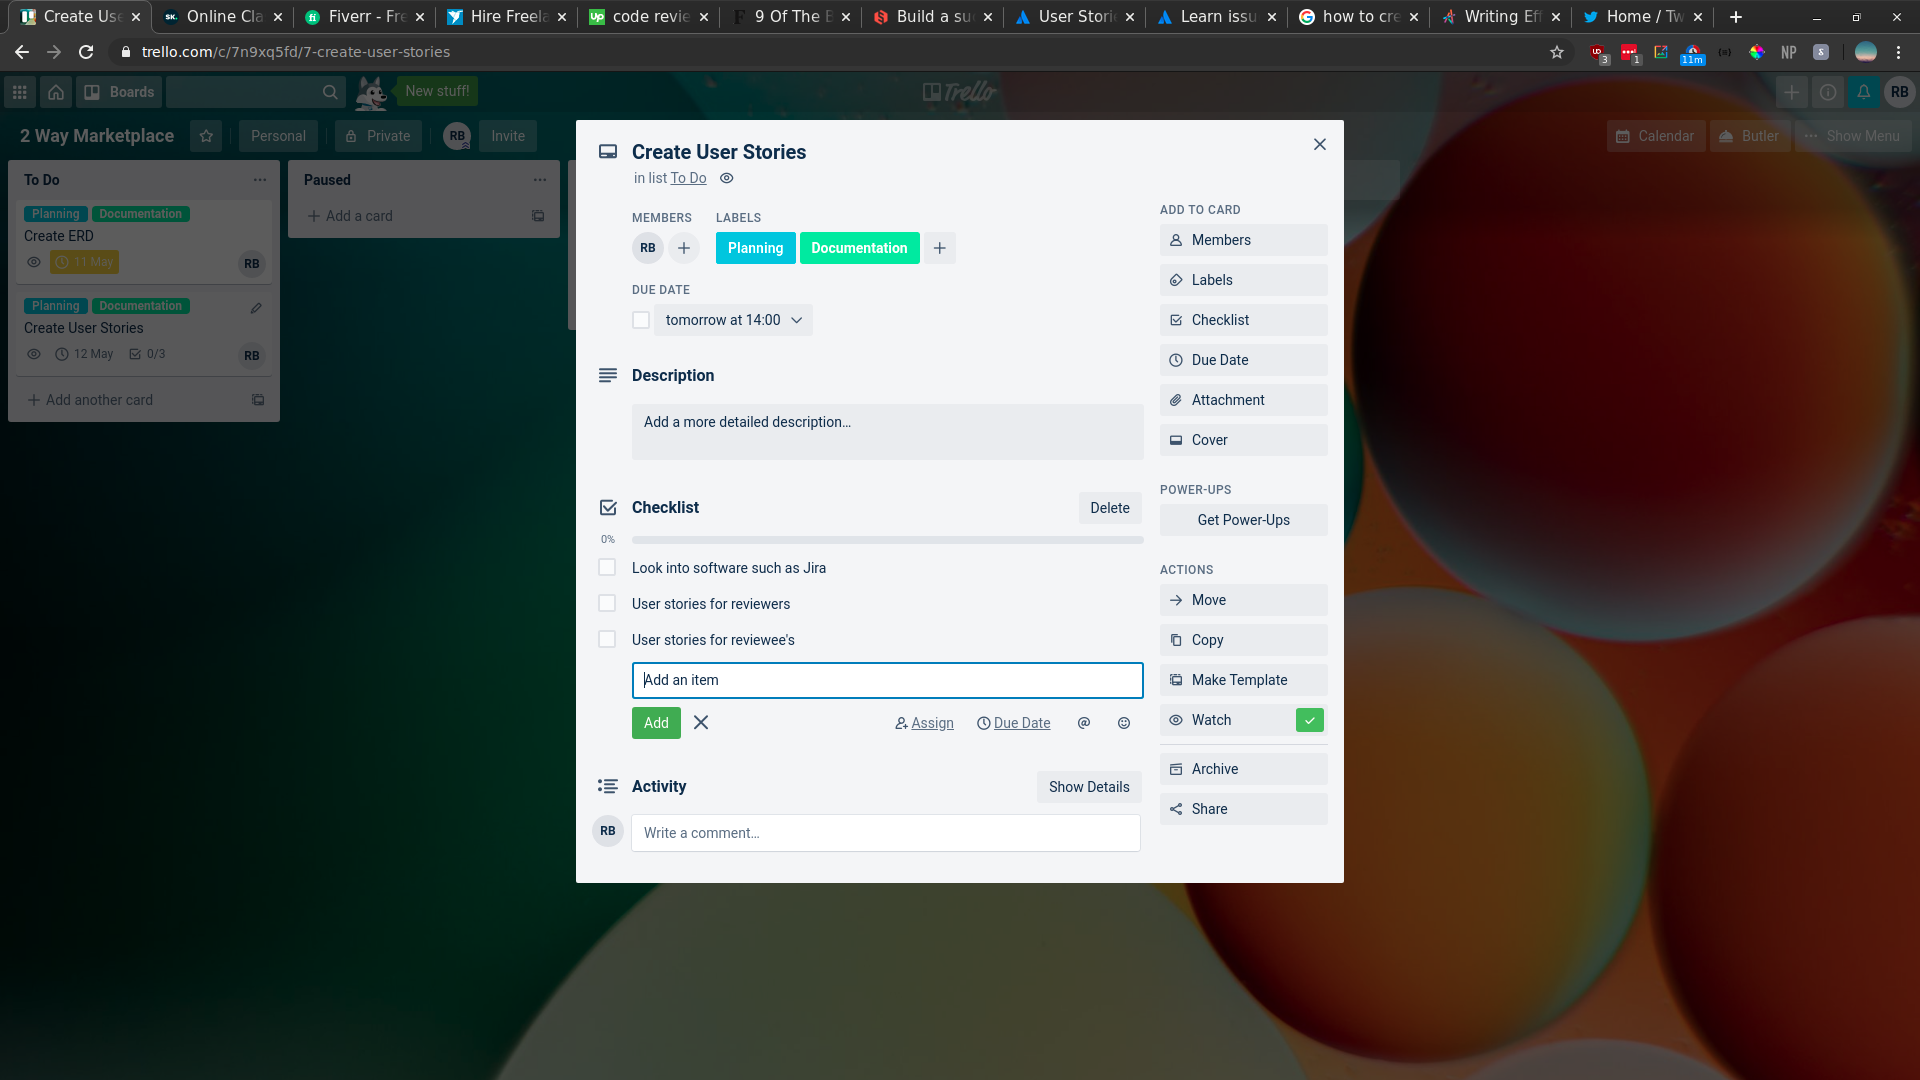 Create Use
Online Cla
Fiverr - Fre
Hire Freela
code revie
9 Of The B
Build a su
User Storie
Learn issu
how to cre
Writing Eff
Home / Tw
trello.com/c/7n9xq5fd/7-create-user-stories
3
1
11m
NP
Boards
New stuff!
Trello
RB
2 Way Marketplace
Personal
Private
RB
Invite
Calendar
Butler
Show Menu
To Do
Planning
Documentation
Create ERD
11 May
RB
Planning
Documentation
Create User Stories
12 May
0/3
RB
Add another card
Paused
Add a card
Create User Stories
in list To Do
MEMBERS
LABELS
RB
Planning
Documentation
DUE DATE
tomorrow at 14:00
Description
Add a more detailed description...
Checklist
Delete
0%
Look into software such as Jira
User stories for reviewers
User stories for reviewee's
Add an item
Add
Assign
Due Date
Activity
Show Details
RB
Write a comment...
ADD TO CARD
Members
Labels
Checklist
Due Date
Attachment
Cover
POWER-UPS
Get Power-Ups
ACTIONS
Move
Copy
Make Template
Watch
Archive
Share